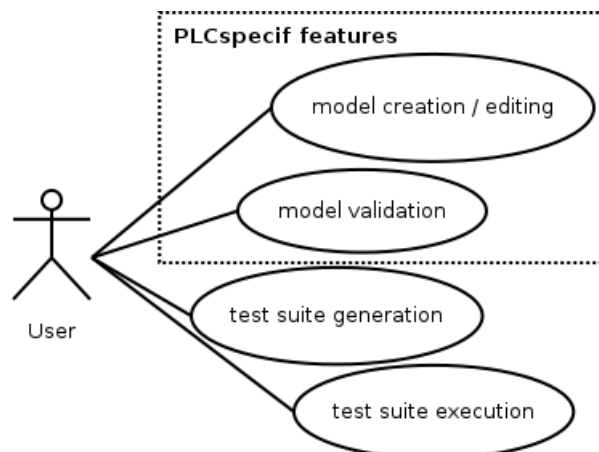 PLCspecif features
model creation / editing
model validation
User
test suite generation
test suite execution